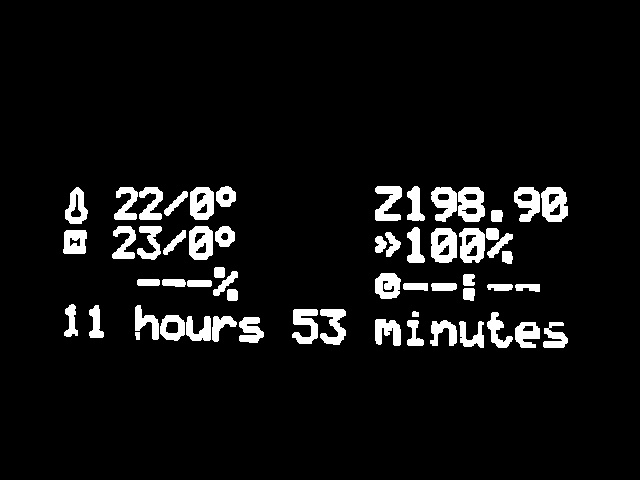 22/0° Z198.90
23/0° »100%
---% --:--
11 hours 53 minutes